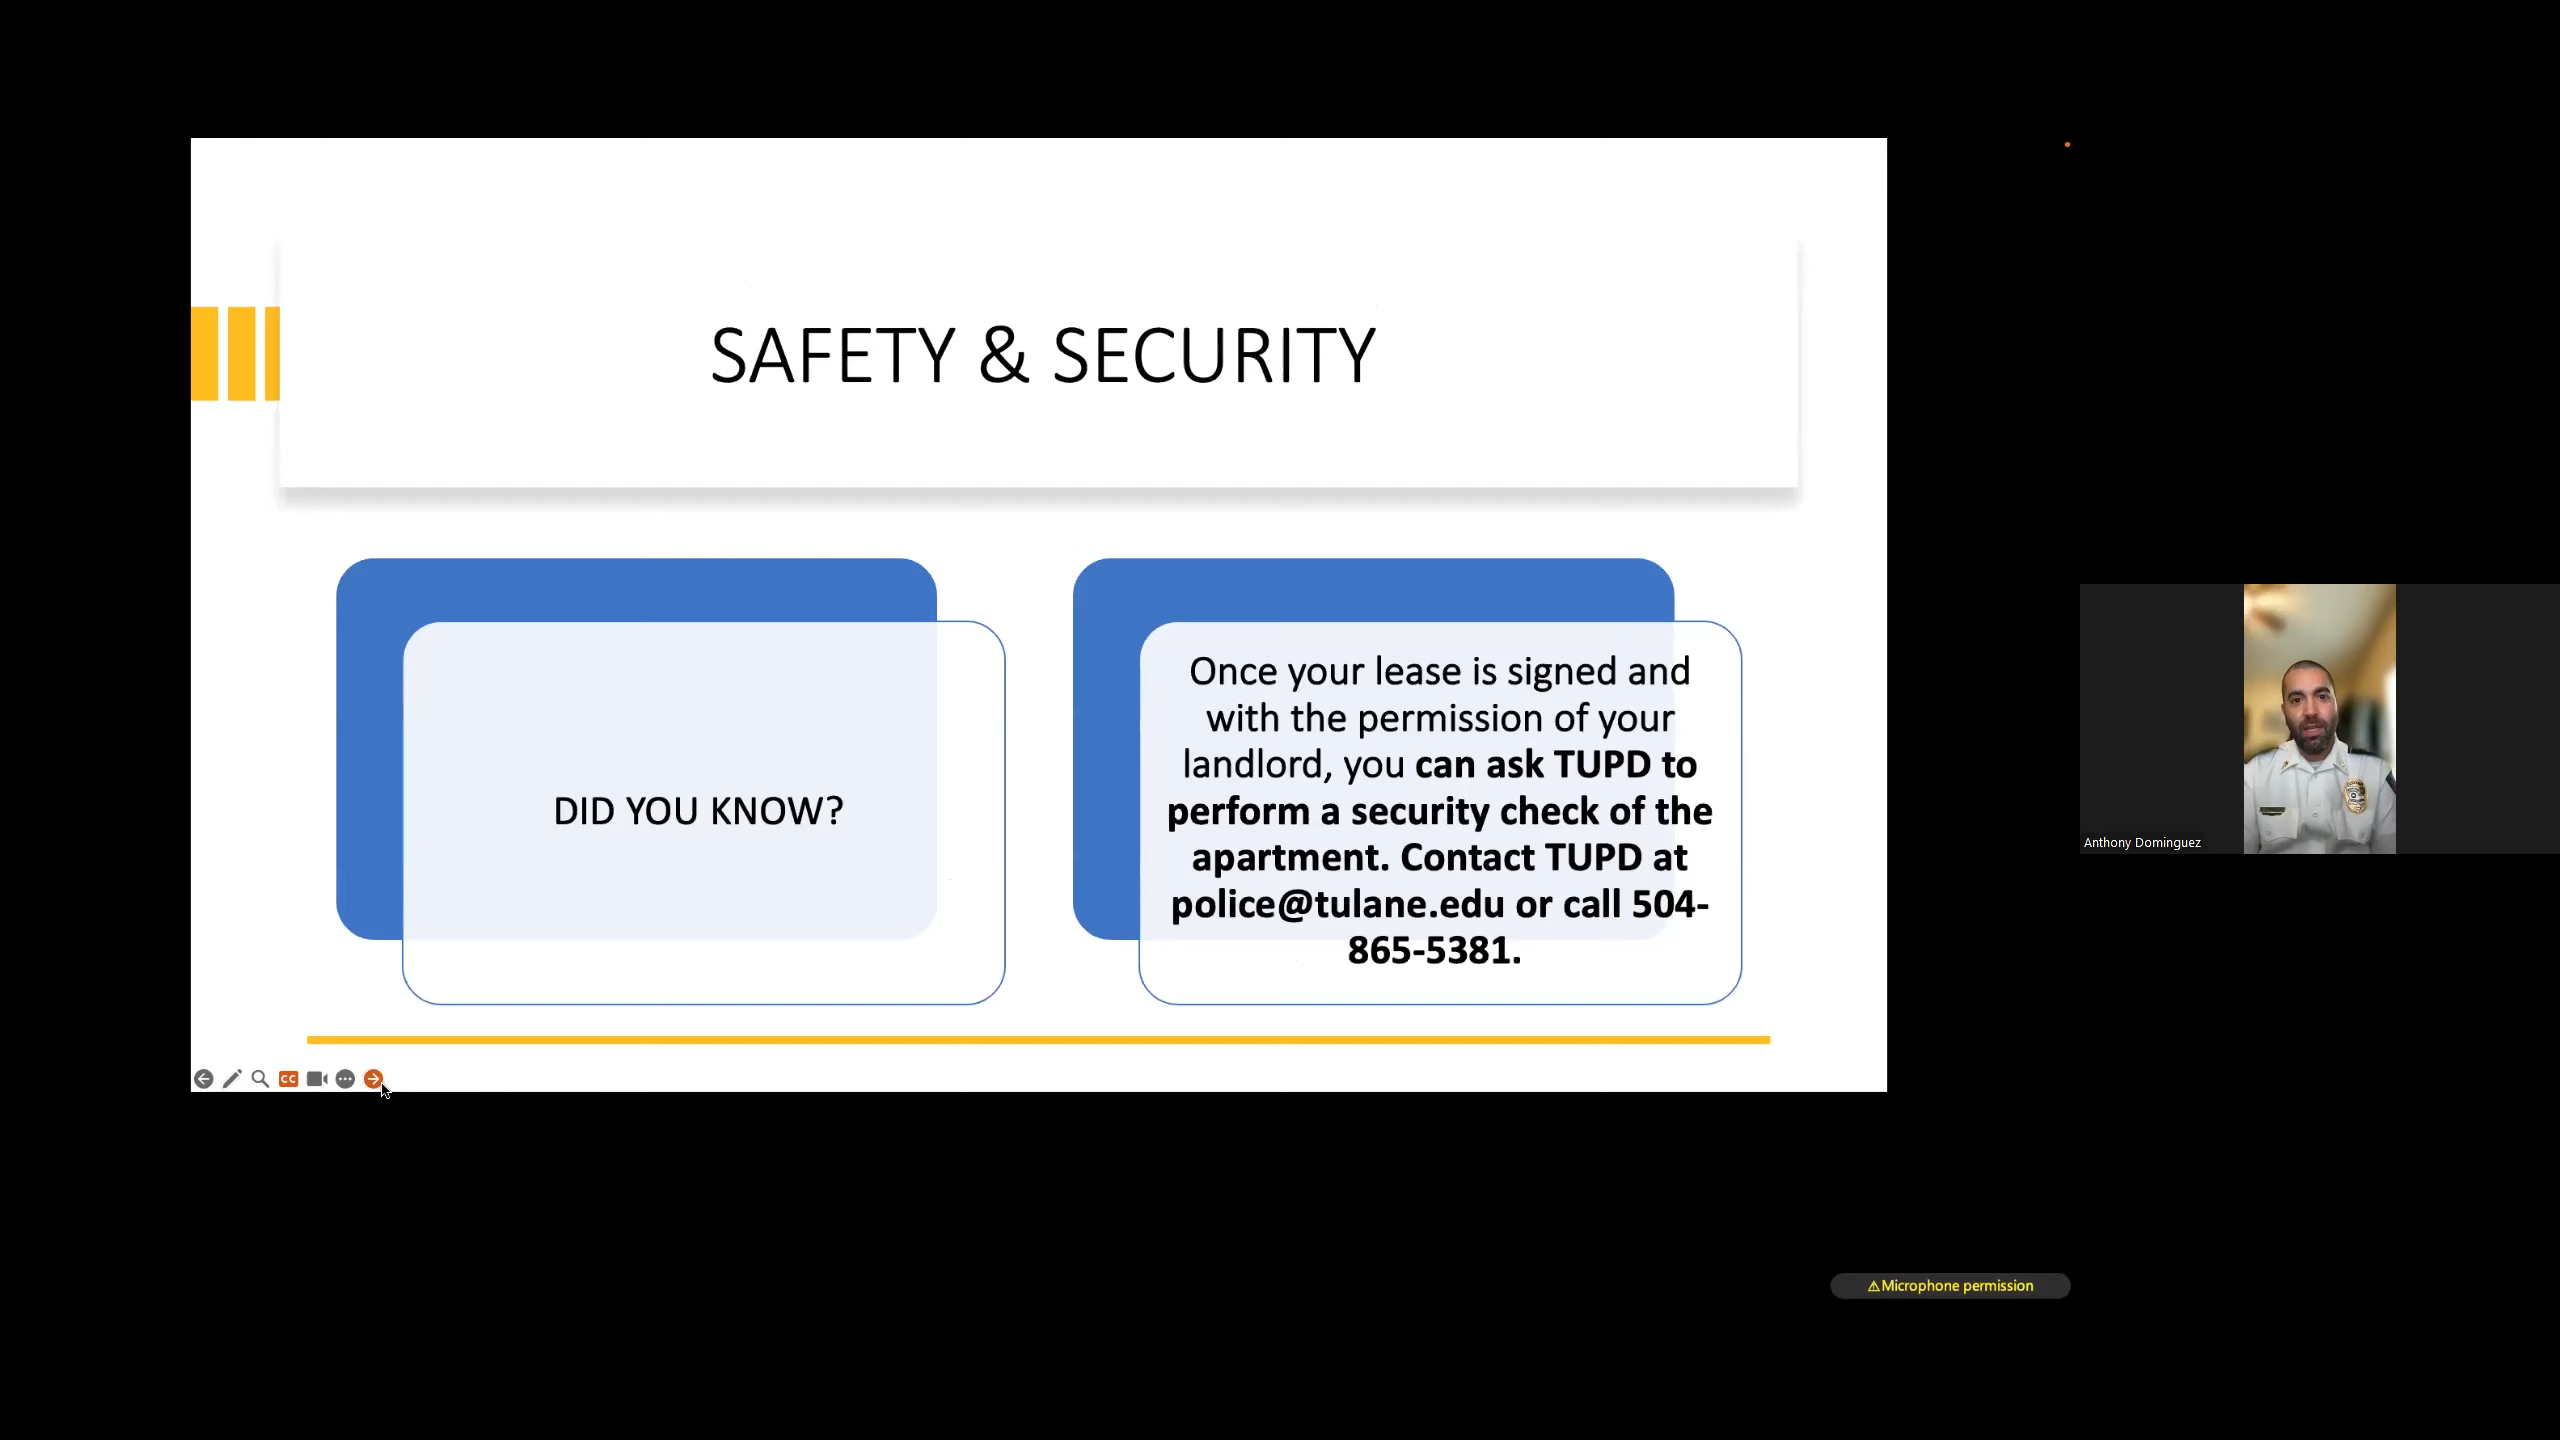 SAFETY & SECURITY
DID YOU KNOW?
Once your lease is signed and
with the permission of your
landlord, you can ask TUPD to
perform a security check of the
apartment. Contact TUPD at
police@tulane.edu or call 504-
865-5381.
CC
Anthony Dominguez
⚠Microphone permission